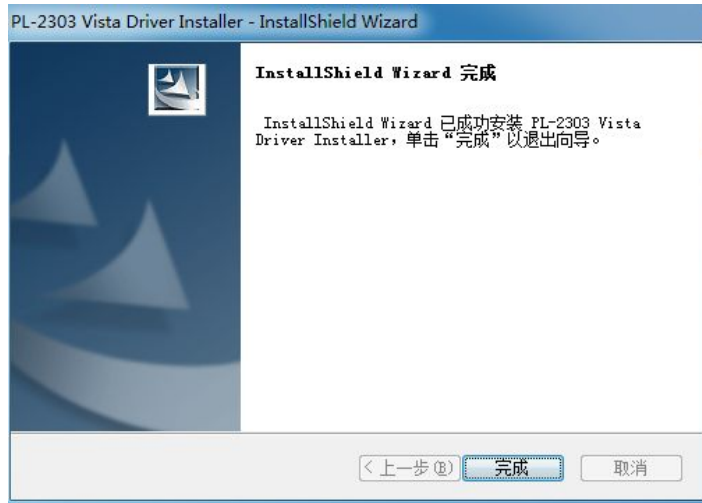 PL-2303 Vista Driver Installer - InstallShield Wizard
InstallShield Wizard 完成
InstallShield Wizard 已成功安装 PL-2303 Vista
Driver Installer，单击“完成”以退出向导。
< 上一步(B)
完成
取消